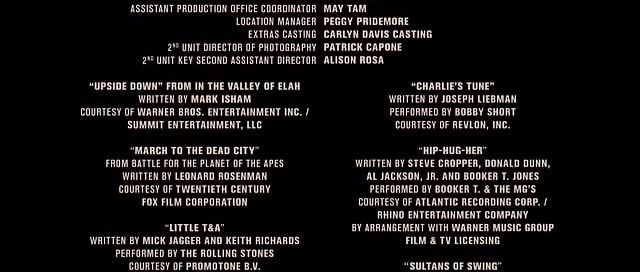 ASSISTANT PRODUCTION OFFICE COORDINATOR MAY TAM
LOCATION MANAGER PEGGY PRIDEMORE
EXTRAS CASTING CARLYN DAVIS CASTING
2ND UNIT DIRECTOR OF PHOTOGRAPHY PATRICK CAPONE
2ND UNIT KEY SECOND ASSISTANT DIRECTOR ALISON ROSA
"UPSIDE DOWN" FROM IN THE VALLEY OF ELAH
WRITTEN BY MARK ISHAM
COURTESY OF WARNER BROS. ENTERTAINMENT INC. /
SUMMIT ENTERTAINMENT, LLC
"MARCH TO THE DEAD CITY"
FROM BATTLE FOR THE PLANET OF THE APES
WRITTEN BY LEONARD ROSENMAN
COURTESY OF TWENTIETH CENTURY
FOX FILM CORPORATION
"LITTLE T&A"
WRITTEN BY MICK JAGGER AND KEITH RICHARDS
PERFORMED BY THE ROLLING STONES
COURTESY OF PROMOTONE B.V.
"CHARLIE'S TUNE"
WRITTEN BY JOSEPH LIEBMAN
PERFORMED BY BOBBY SHORT
COURTESY OF REVLON, INC.
"HIP-HUG-HER"
WRITTEN BY STEVE CROPPER, DONALD DUNN,
AL JACKSON, JR. AND BOOKER T. JONES
PERFORMED BY BOOKER T. & THE MG'S
COURTESY OF ATLANTIC RECORDING CORP. /
RHINO ENTERTAINMENT COMPANY
BY ARRANGEMENT WITH WARNER MUSIC GROUP
FILM & TV LICENSING
"SULTANS OF SWING"